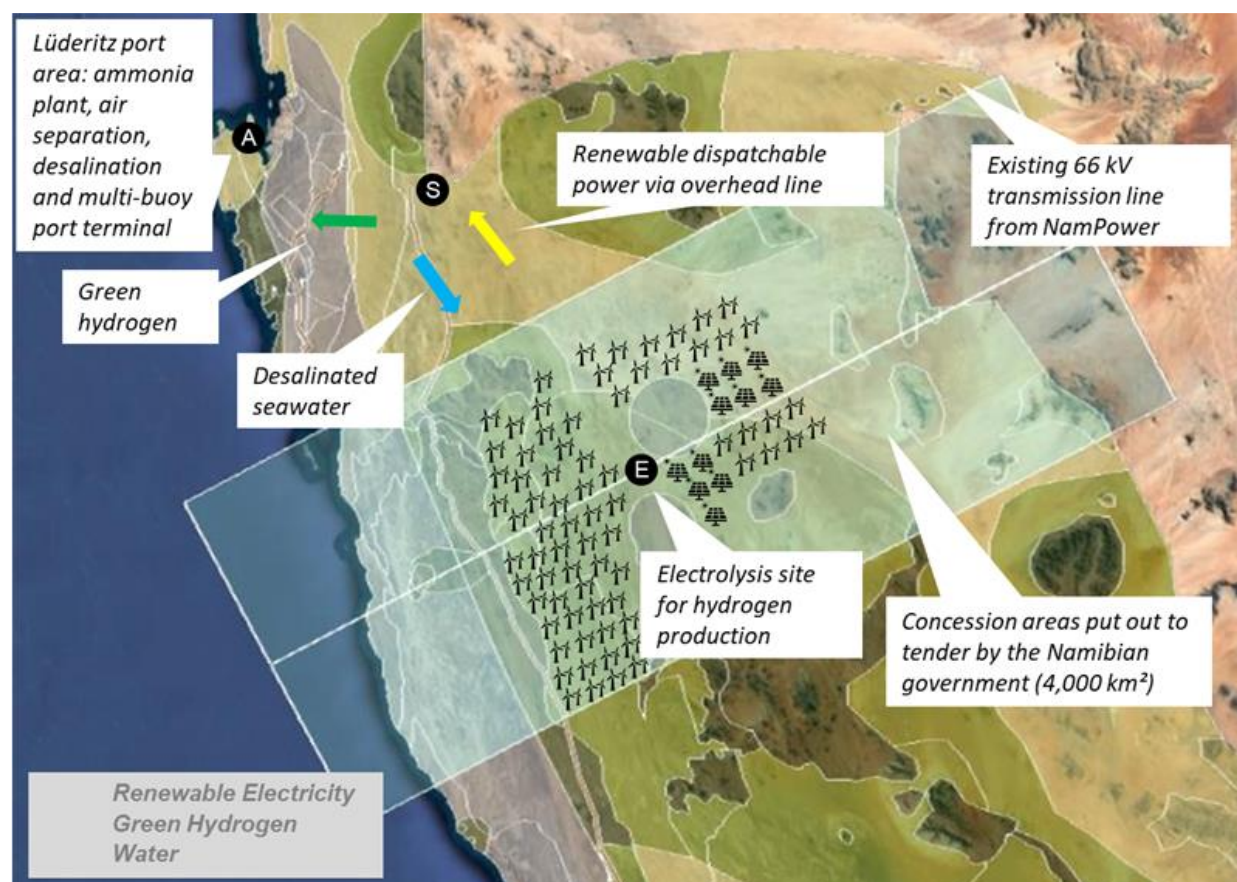 Lüderitz port
area: ammonia
plant, air
separation,
desalination
and multi-buoy
port terminal
A
S
Renewable dispatchable
power via overhead line
Existing 66 kV
transmission line
from NamPower
Green
hydrogen
Desalinated
seawater
E
Electrolysis site
for hydrogen
production
Concession areas put out to
tender by the Namibian
government (4,000 km²)
Renewable Electricity
Green Hydrogen
Water